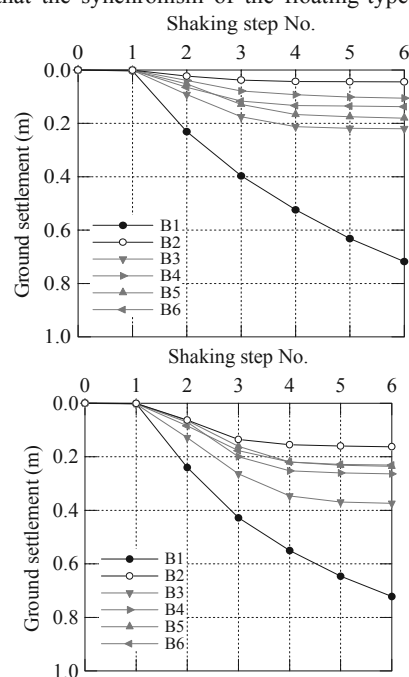 that the synchronism of the floating-type
Shaking step No.
0 1 2 3 4 5 6
0.0
0.2
0.4
0.6
0.8
1.0
Ground settlement (m)
B1
B2
B3
B4
B5
B6
Shaking step No.
0 1 2 3 4 5 6
0.0
0.2
0.4
0.6
0.8
1.0
Ground settlement (m)
B1
B2
B3
B4
B5
B6